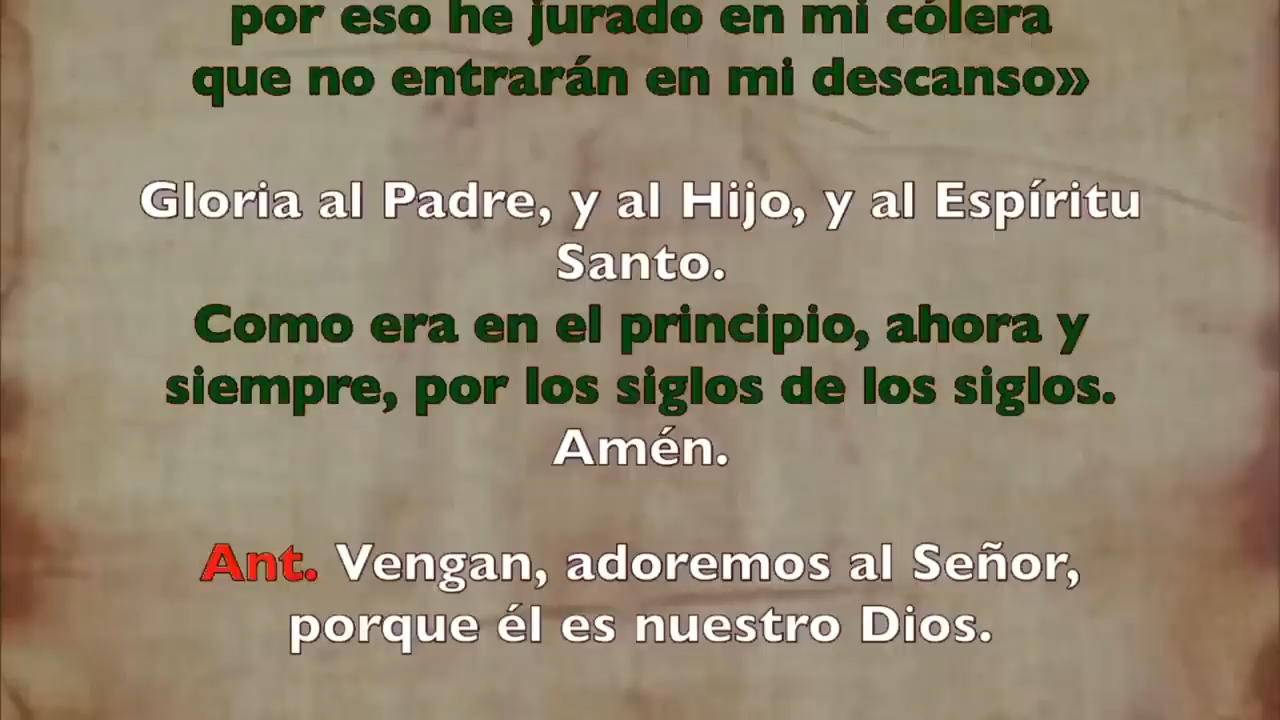 por eso he jurado en mi cólera
que no entrarán en mi descanso»
Gloria al Padre, y al Hijo, y al Espíritu
Santo.
Como era en el principio, ahora y
siempre, por los siglos de los siglos.
Amén.
Ant. Vengan, adoremos al Señor,
porque él es nuestro Dios.